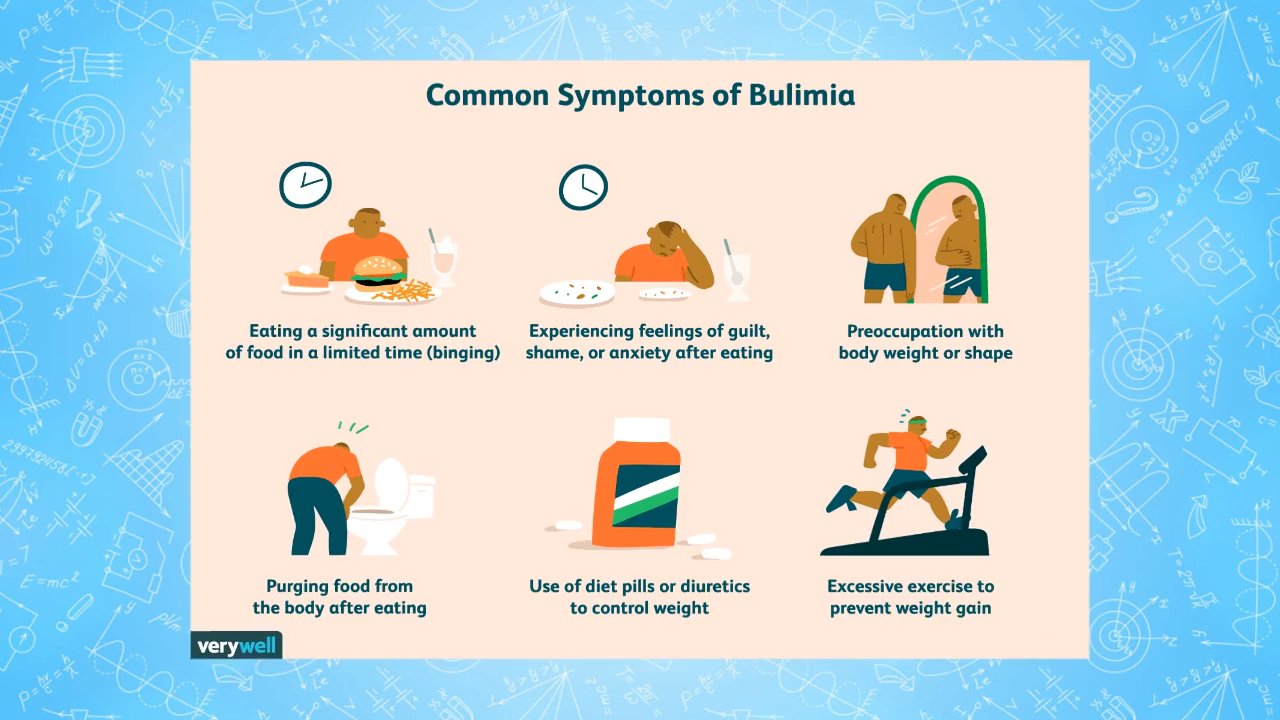 Common Symptoms of Bulimia
Eating a significant amount
of food in a limited time (binging)
Experiencing feelings of guilt,
shame, or anxiety after eating
Preoccupation with
body weight or shape
Purging food from
the body after eating
Use of diet pills or diuretics
to control weight
Excessive exercise to
prevent weight gain
verywell
E=mc²